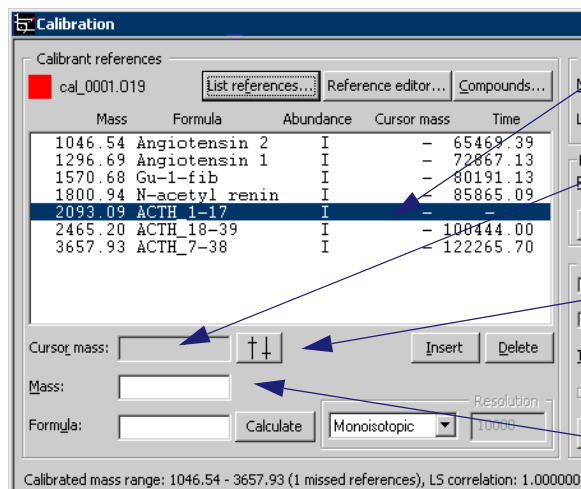 Calibration
Calibrant references
cal_0001.019 List references... Reference editor... Compounds...
Mass Formula Abundance Cursor mass Time
1046.54 Angiotensin 2 I – 65469.39
1296.69 Angiotensin 1 I – 72867.13
1570.68 Gu-1-fib I – 80191.13
1800.94 N-acetyl renin I – 85865.09
2093.09 ACTH_1-17 I – –
2465.20 ACTH_18-39 I – 100444.00
3657.93 ACTH_7-38 I – 122265.70
Cursor mass: Insert Delete
Mass:
Resolution
Formula: Calculate Monoisotopic 10000
Calibrated mass range: 1046.54 - 3657.93 (1 missed references), LS correlation: 1.000000